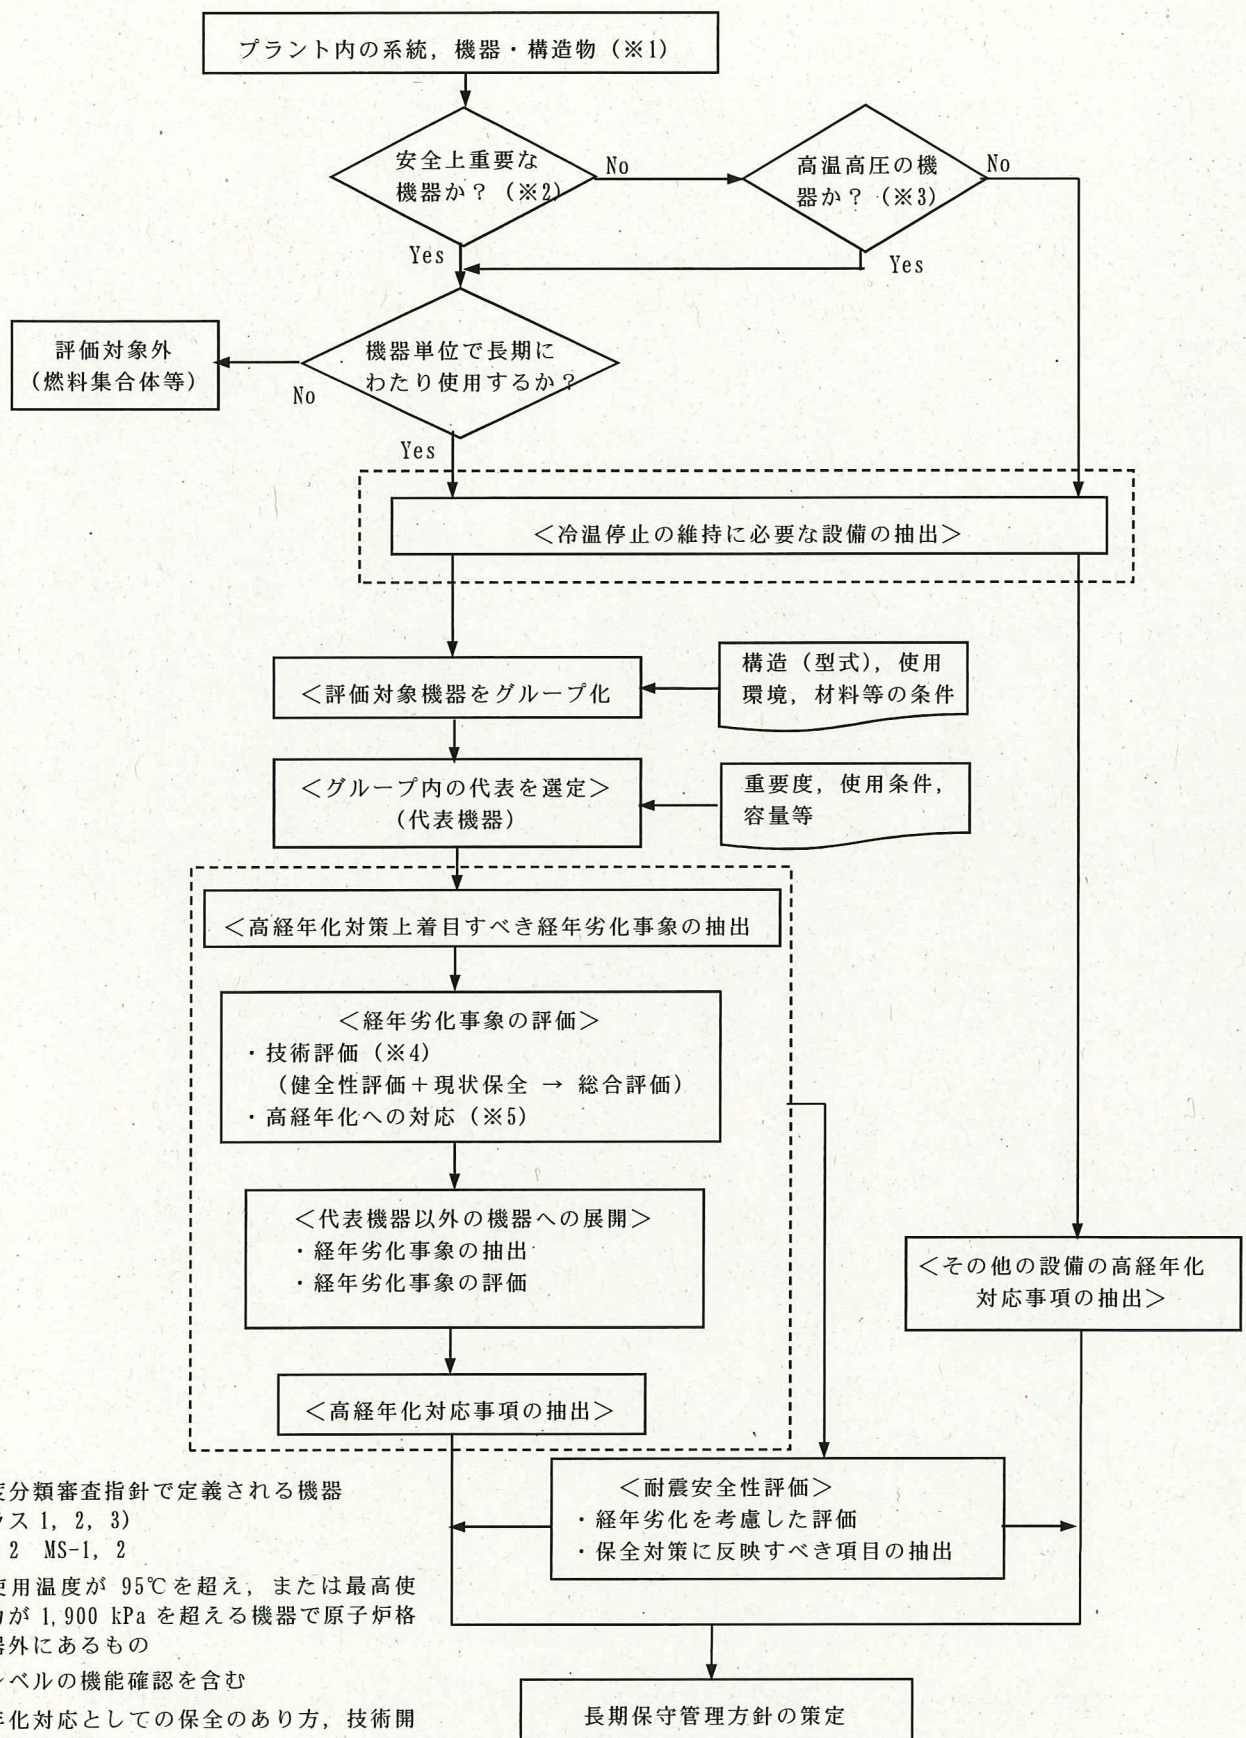 プラント内の系統，機器・構造物（※1）
安全上重要な
機器か？（※2）
No
高温高圧の機
器か？（※3）
No
Yes
Yes
評価対象外
（燃料集合体等）
機器単位で長期に
わたり使用するか？
No
Yes
＜冷温停止の維持に必要な設備の抽出＞
＜評価対象機器をグループ化
構造（型式），使用
環境，材料等の条件
＜グループ内の代表を選定＞
（代表機器）
重要度，使用条件，
容量等
＜高経年化対策上着目すべき経年劣化事象の抽出
＜経年劣化事象の評価＞
・技術評価（※4）
（健全性評価＋現状保全 → 総合評価）
・高経年化への対応（※5）
＜代表機器以外の機器への展開＞
・経年劣化事象の抽出
・経年劣化事象の評価
＜その他の設備の高経年化
対応事項の抽出＞
＜高経年化対応事項の抽出＞
＜耐震安全性評価＞
・経年劣化を考慮した評価
・保全対策に反映すべき項目の抽出
度分類審査指針で定義される機器
ラス 1, 2, 3)
2 MS-1, 2
使用温度が 95℃を超え，または最高使
力が 1,900 kPa を超える機器で原子炉格
器外にあるもの
レベルの機能確認を含む
年化対応としての保全のあり方，技術開
長期保守管理方針の策定